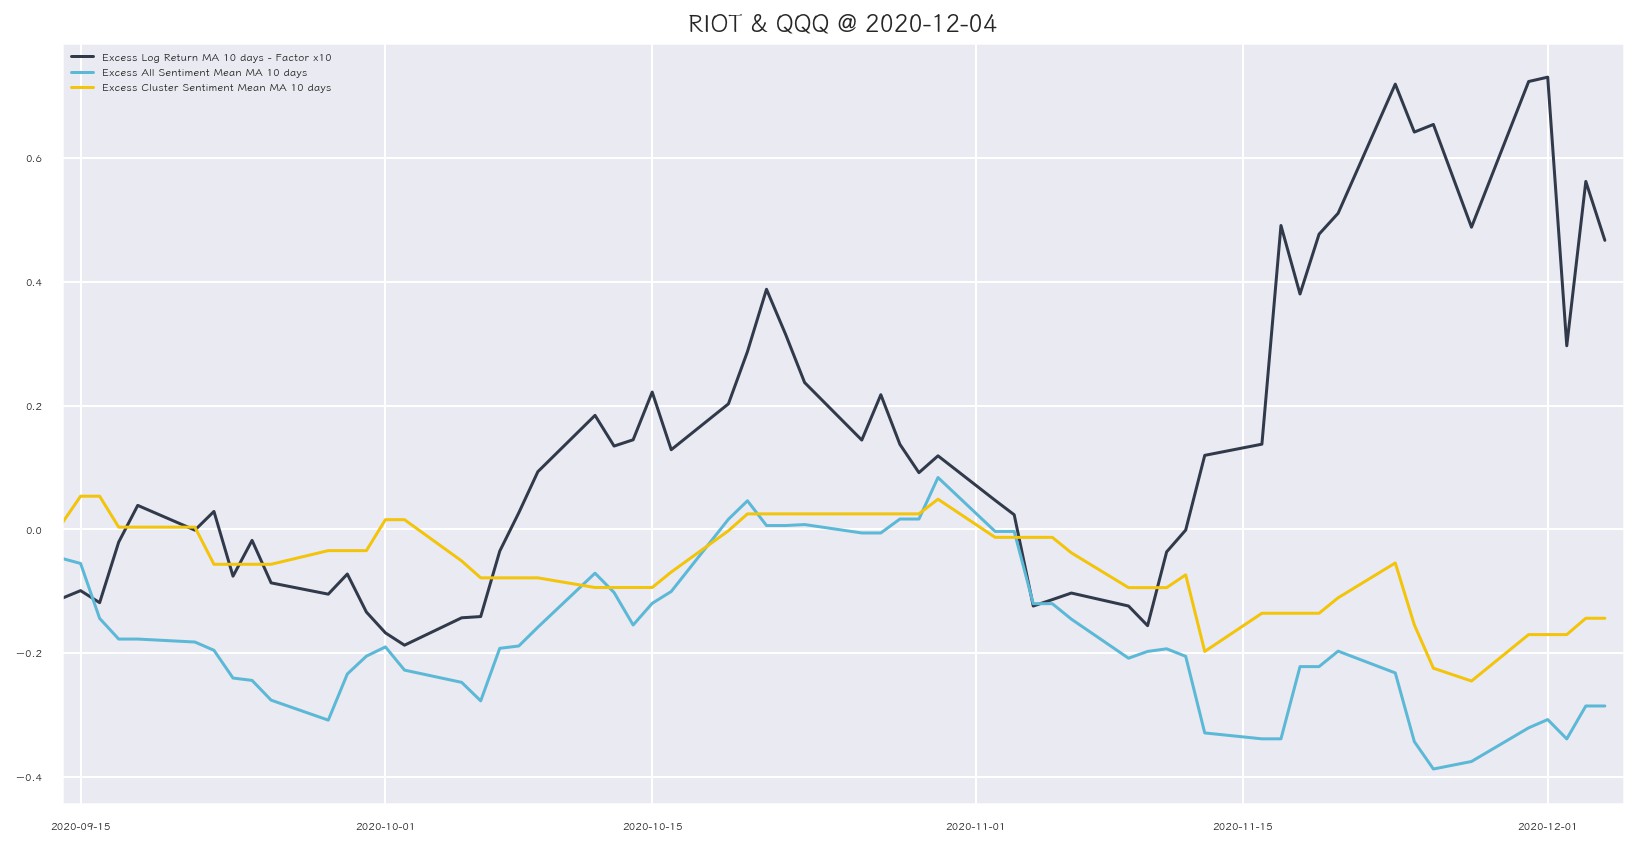 RIOT & QQQ @ 2020-12-04
Excess Log Return MA 10 days - Factor x10
Excess All Sentiment Mean MA 10 days
Excess Cluster Sentiment Mean MA 10 days
0.6
0.4
0.2
0.0
−0.2
−0.4
2020-09-15 2020-10-01 2020-10-15 2020-11-01 2020-11-15 2020-12-01